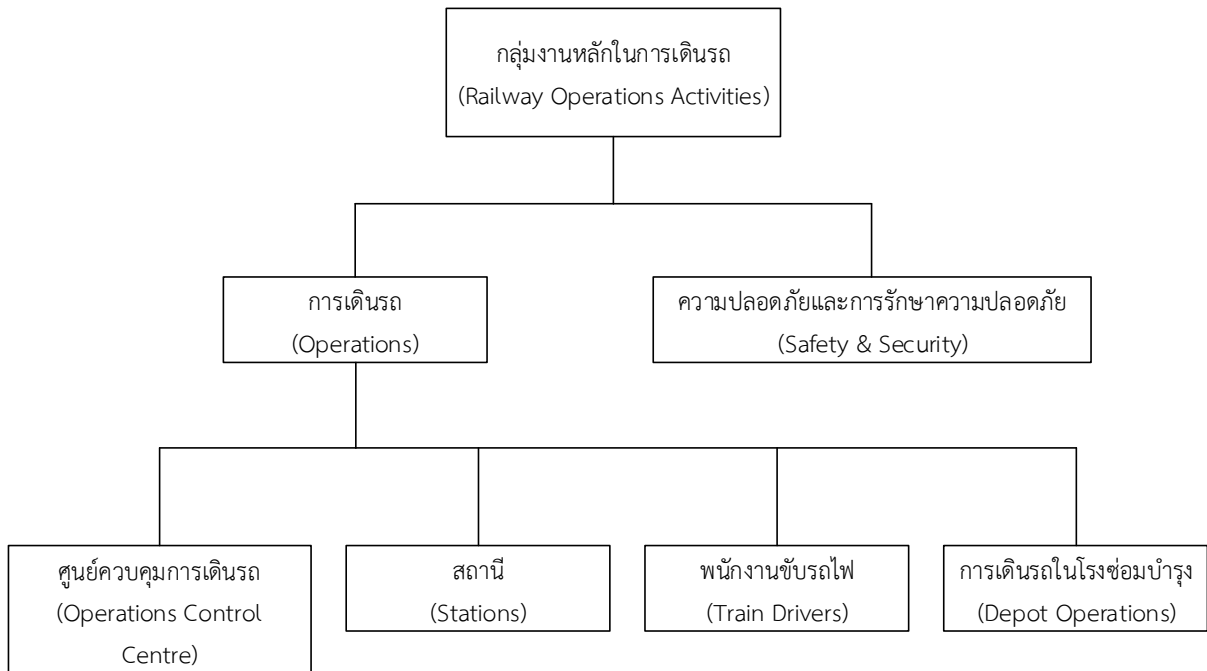 กลุ่มงานหลักในการเดินรถ
(Railway Operations Activities)
การเดินรถ
(Operations)
ความปลอดภัยและการรักษาความปลอดภัย
(Safety & Security)
ศูนย์ควบคุมการเดินรถ
(Operations Control
Centre)
สถานี
(Stations)
พนักงานขับรถไฟ
(Train Drivers)
การเดินรถในโรงซ่อมบำรุง
(Depot Operations)